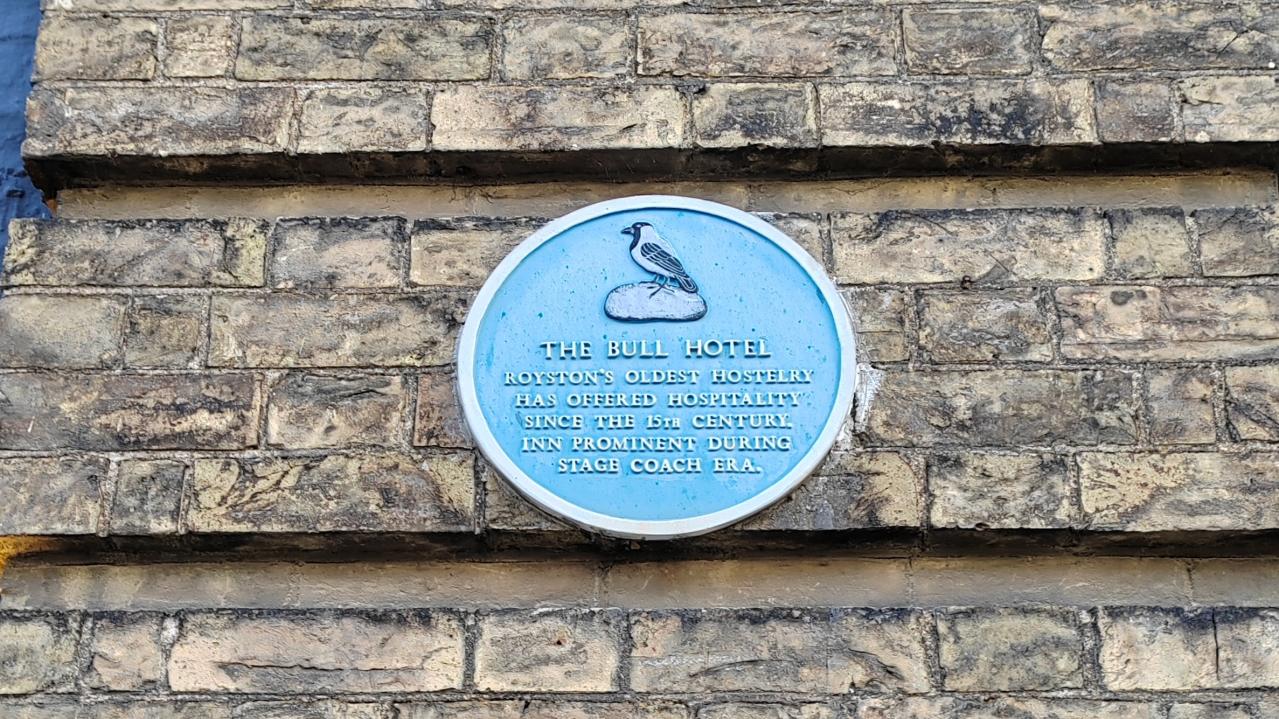 THE BULL HOTEL
ROYSTON'S OLDEST HOSTELRY
HAS OFFERED HOSPITALITY
SINCE THE 15TH CENTURY.
INN PROMINENT DURING
STAGE COACH ERA.